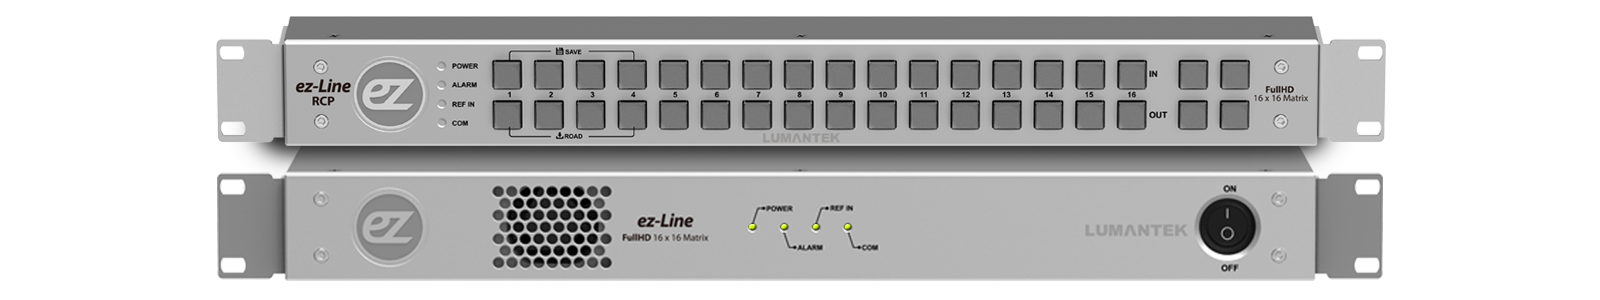 ez-Line
RCP
ez
POWER
ALARM
REF IN
COM
SAVE
1 2 3 4 5 6 7 8 9 10 11 12 13 14 15 16
ROAD
IN
OUT
LUMANTEK
FullHD
16 x 16 Matrix
ez
ez-Line
FullHD 16 x 16 Matrix
POWER
REF IN
ALARM
COM
LUMANTEK
ON
OFF